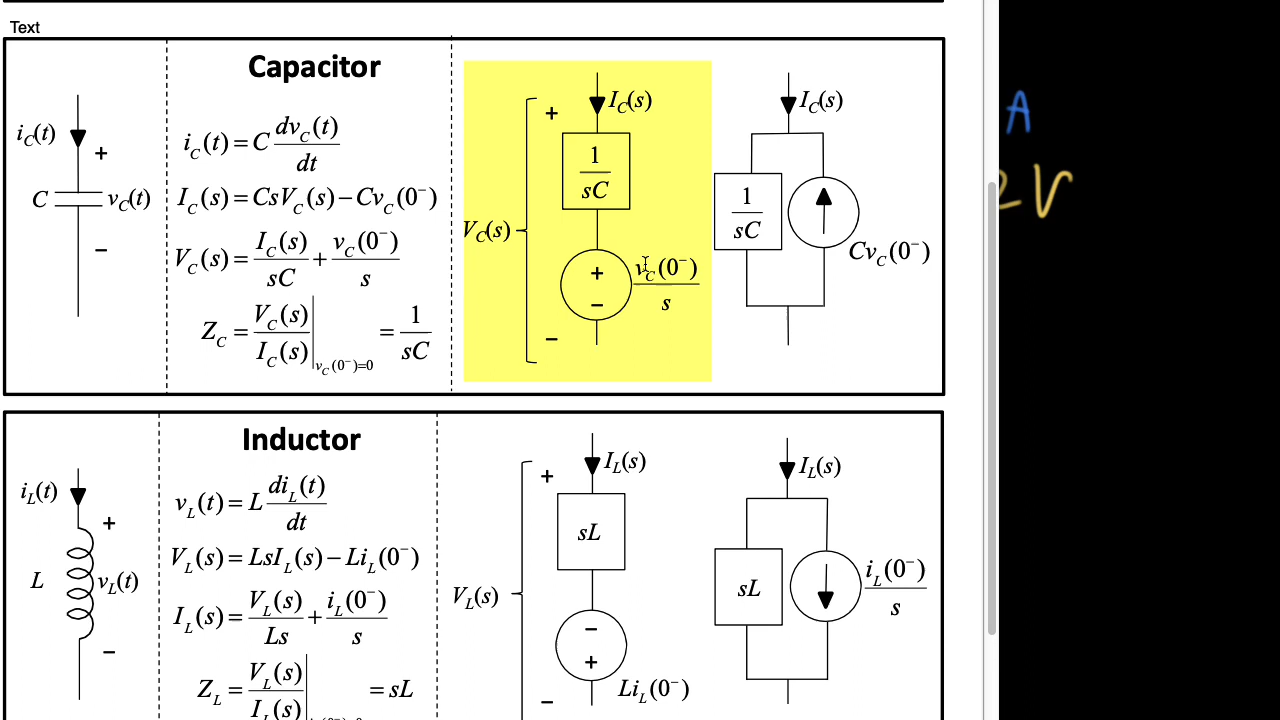 Text
Capacitor
i_C(t)
+
C
v_C(t)
−
i_C(t) = C dv_C(t)/dt
I_C(s) = CsV_C(s) − Cv_C(0⁻)
V_C(s) = I_C(s)/sC + v_C(0⁻)/s
Z_C = V_C(s)/I_C(s) |_{v_C(0⁻)=0} = 1/sC
I_C(s)
+
1/sC
V_C(s)
+
−
v_C(0⁻)/s
−
I_C(s)
1/sC
Cv_C(0⁻)
A
2V
Inductor
i_L(t)
+
L
v_L(t)
−
v_L(t) = L di_L(t)/dt
V_L(s) = LsI_L(s) − Li_L(0⁻)
I_L(s) = V_L(s)/Ls + i_L(0⁻)/s
Z_L = V_L(s)/I_L(s) | = sL
I_L(s)
+
sL
V_L(s)
−
+
Li_L(0⁻)
−
I_L(s)
sL
i_L(0⁻)/s